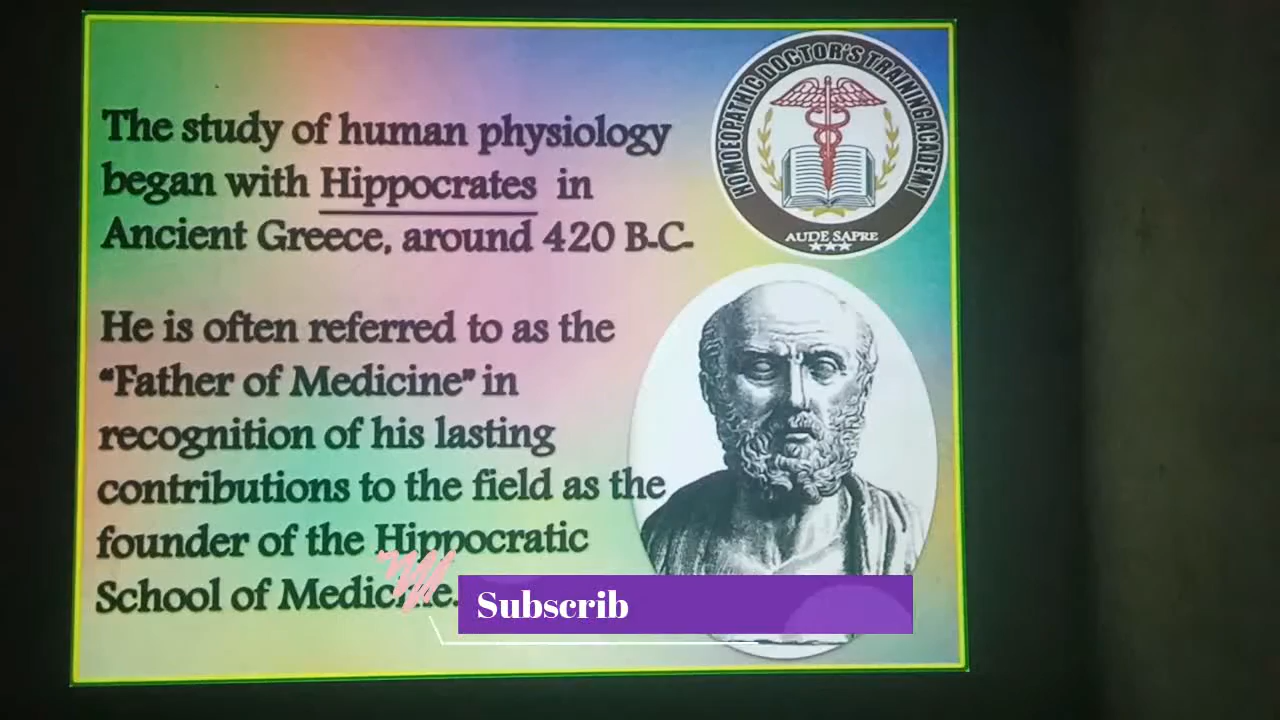 The study of human physiology
began with Hippocrates in
Ancient Greece, around 420 B.C.
He is often referred to as the
"Father of Medicine" in
recognition of his lasting
contributions to the field as the
founder of the Hippocratic
School of Medicine.
HOMOEOPATHIC DOCTOR'S TRAINING ACADEMY
AUDE SAPRE
Subscrib